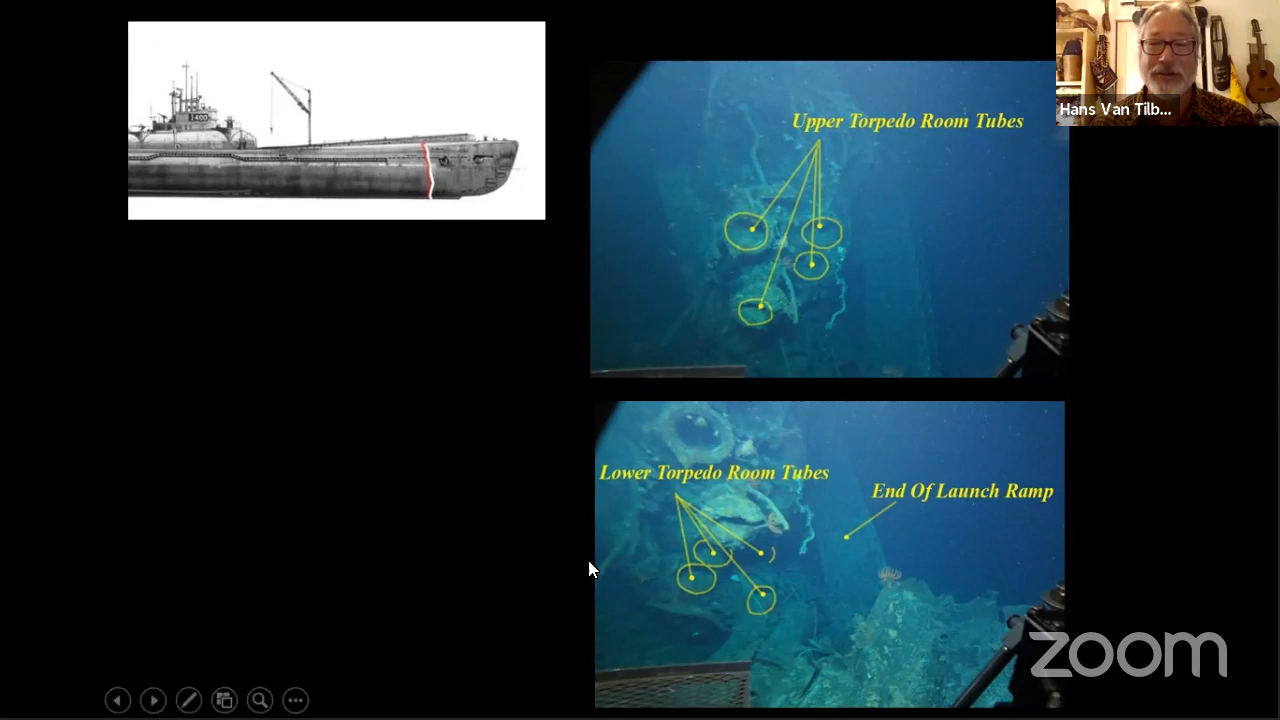 I400
Upper Torpedo Room Tubes
Hans Van Tilb...
Lower Torpedo Room Tubes
End Of Launch Ramp
zoom